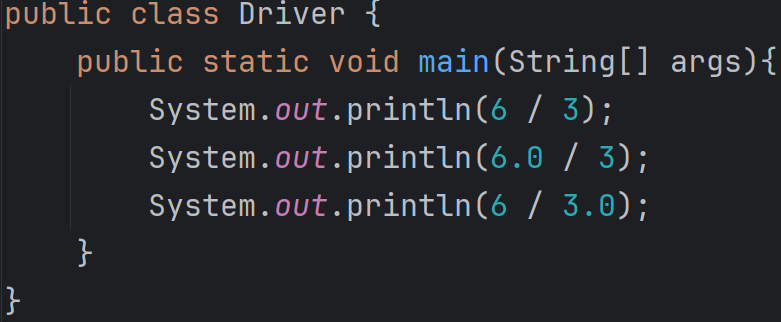 public class Driver {
    public static void main(String[] args){
        System.out.println(6 / 3);
        System.out.println(6.0 / 3);
        System.out.println(6 / 3.0);
    }
}